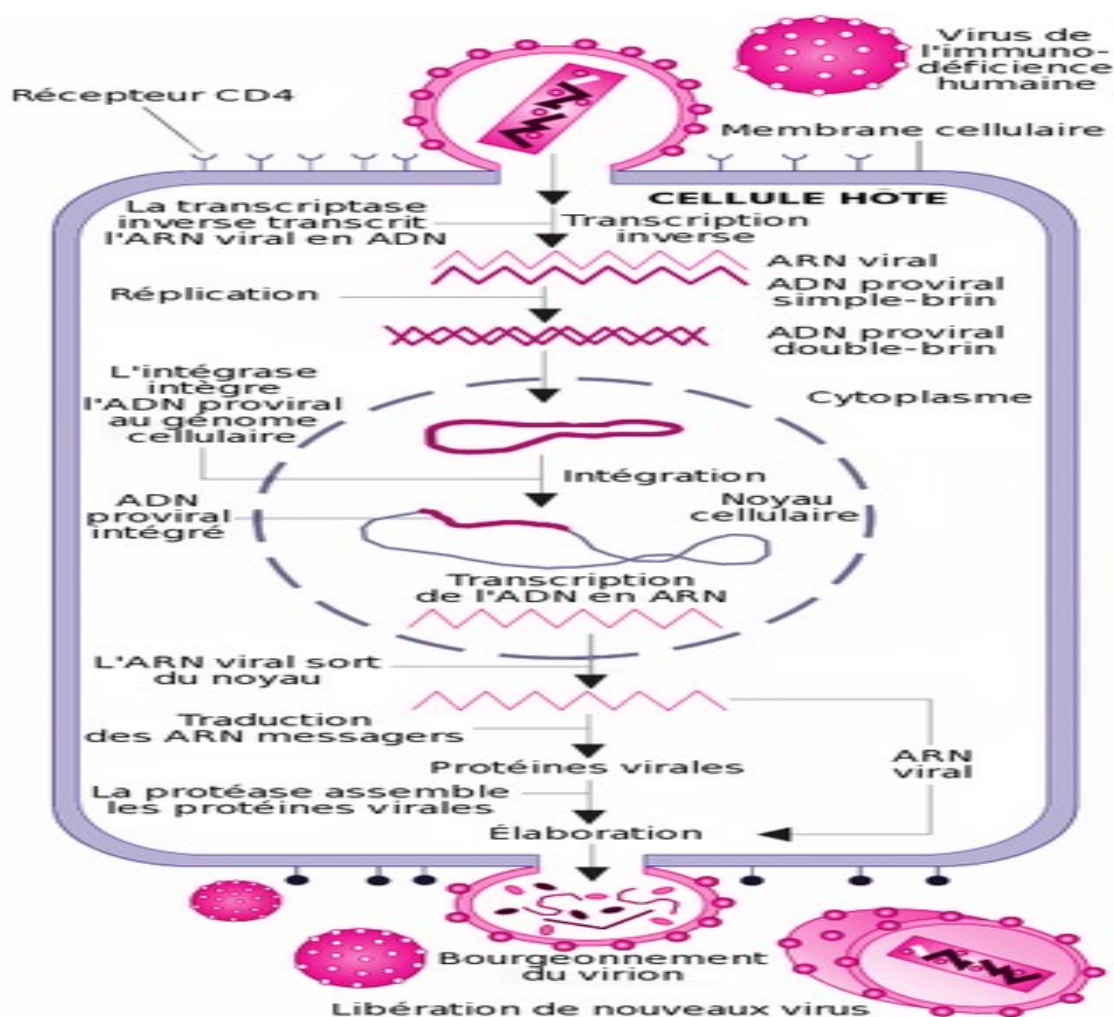 Virus de
l'immuno-
déficience
humaine
Récepteur CD4
Membrane cellulaire
CELLULE HÔTE
La transcriptase
inverse transcrit
l'ARN viral en ADN
Transcription
inverse
ARN viral
ADN proviral
simple-brin
Réplication
ADN proviral
double-brin
L'intégrase
intègre
l'ADN proviral
au génome
cellulaire
Cytoplasme
Intégration
ADN
proviral
intégré
Noyau
cellulaire
Transcription
de l'ADN en ARN
L'ARN viral sort
du noyau
Traduction
des ARN messagers
ARN
viral
Protéines virales
La protéase assemble
les protéines virales
Élaboration
Bourgeonnement
du virion
Libération de nouveaux virus